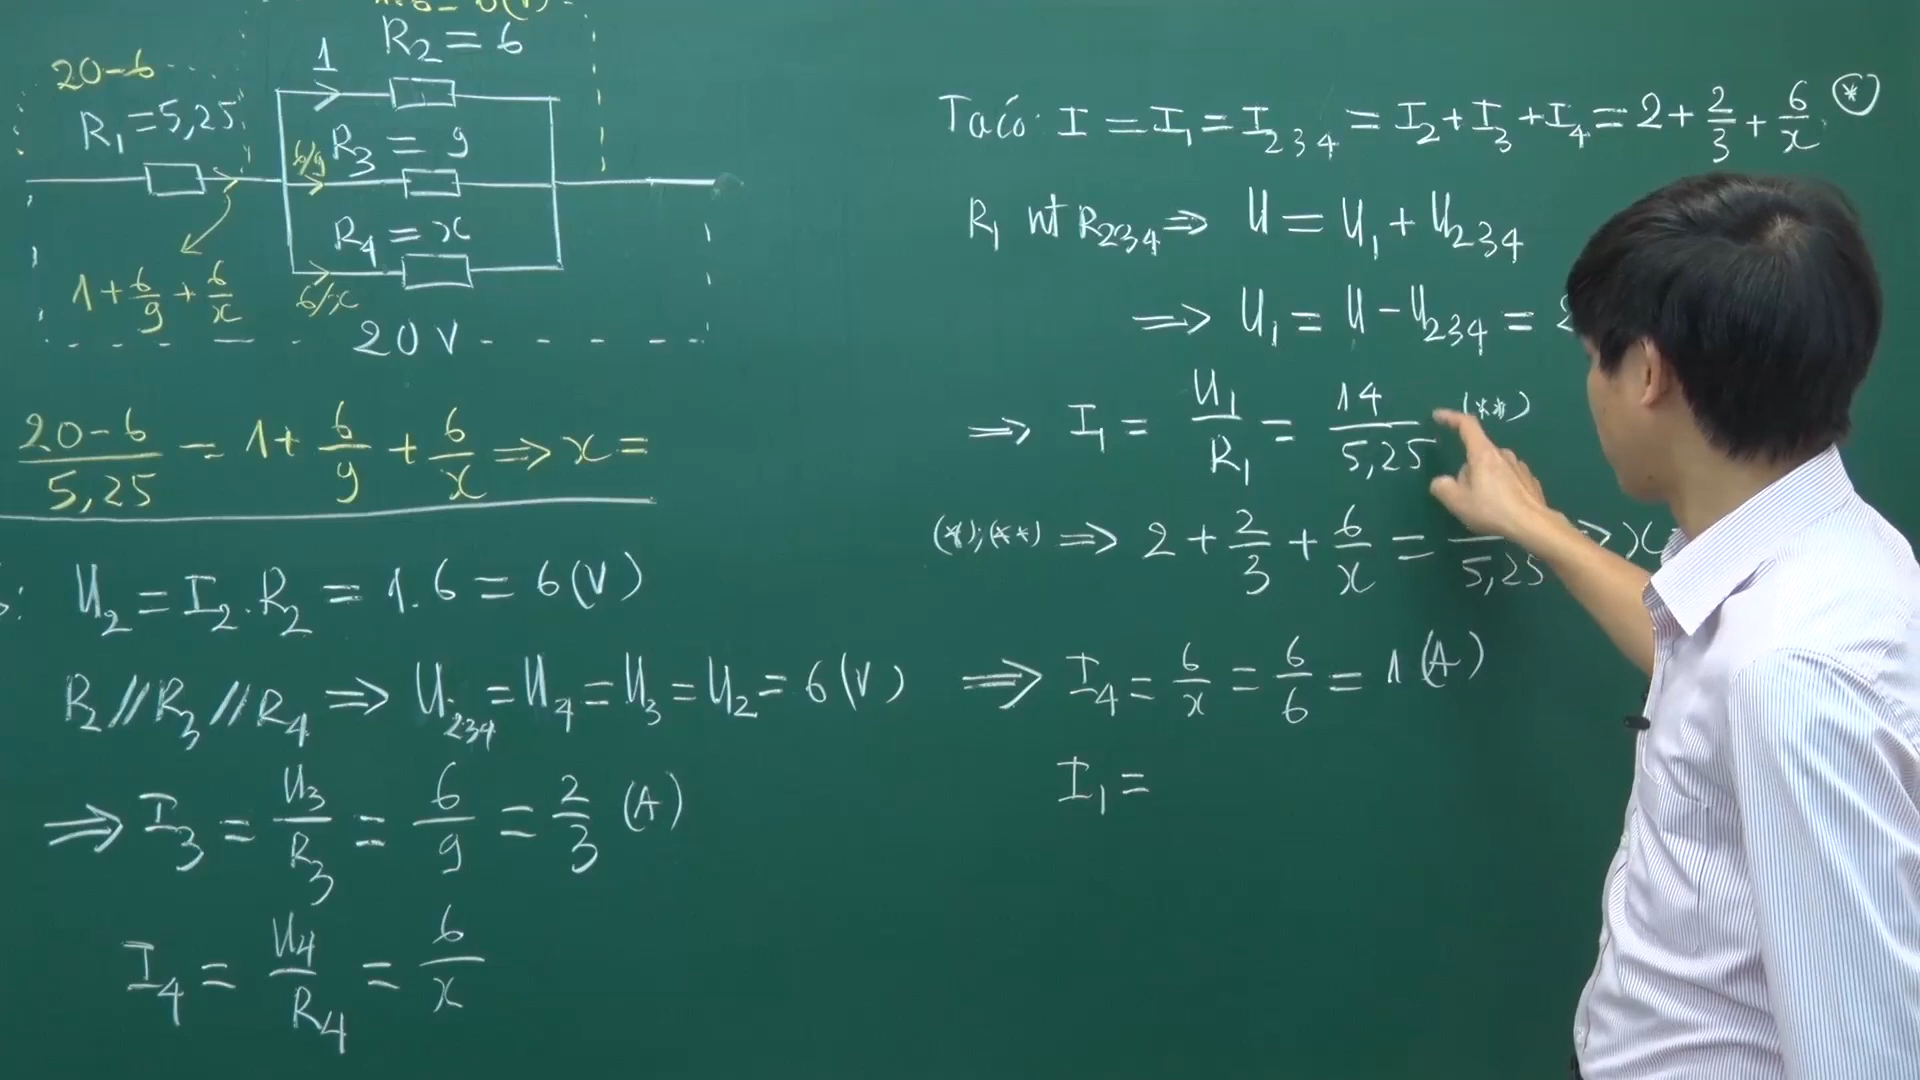 R₂ = 6
20-6
1
R₁ = 5,25
6/9
R₃ = 9
R₄ = x
1 + 6/9 + 6/x
6/x
20 V
(20-6)/5,25 = 1 + 6/9 + 6/x ⇒ x =
U₂ = I₂.R₂ = 1.6 = 6(V)
R₂ // R₃ // R₄ ⇒ U₂₃₄ = U₄ = U₃ = U₂ = 6 (V)
⇒ I₃ = U₃/R₃ = 6/9 = 2/3 (A)
I₄ = U₄/R₄ = 6/x
Ta có: I = I₁ = I₂₃₄ = I₂ + I₃ + I₄ = 2 + 2/3 + 6/x (*)
R₁ nt R₂₃₄ ⇒ U = U₁ + U₂₃₄
⇒ U₁ = U - U₂₃₄ =
⇒ I₁ = U₁/R₁ = 14/5,25 (**)
(*); (**) ⇒ 2 + 2/3 + 6/x = /5,25 ⇒ x
⇒ I₄ = 6/x = 6/6 = 1 (A)
I₁ =